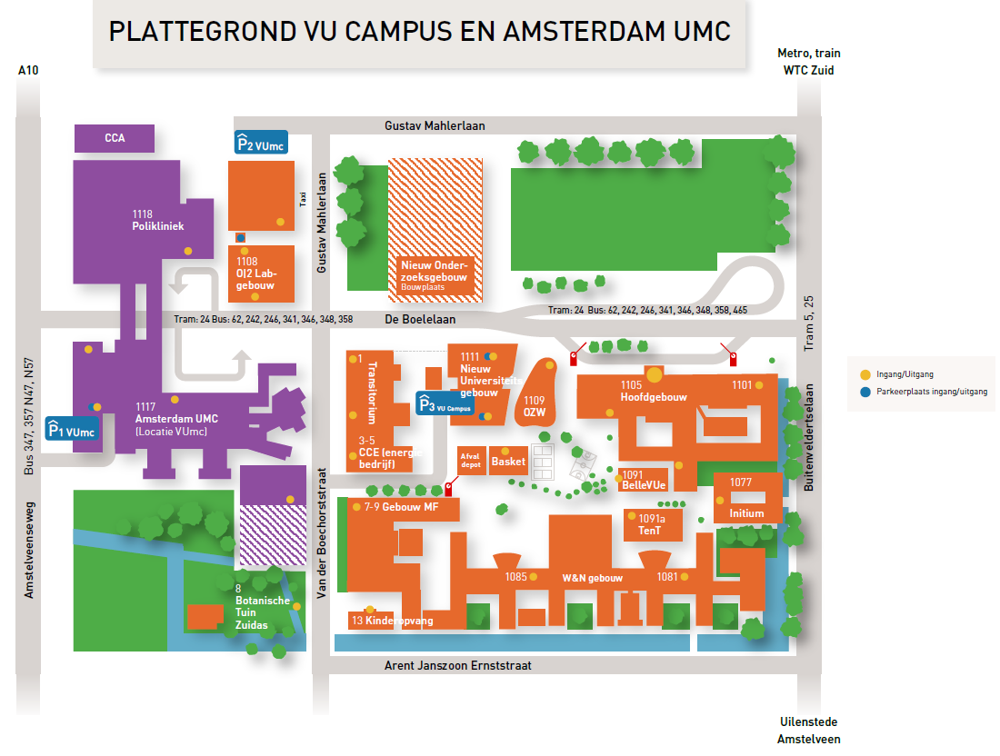 PLATTEGROND VU CAMPUS EN AMSTERDAM UMC
A10
Metro, train
WTC Zuid
Gustav Mahlerlaan
CCA
P2 VUmc
1118
Polikliniek
Taxi
Gustav Mahlerlaan
1108
O|2 Lab-
gebouw
Nieuw Onder-
zoeksgebouw
Bouwplaats
Tram: 24 Bus: 62, 242, 246, 341, 346, 348, 358
De Boelelaan
Tram: 24 Bus: 62, 242, 246, 341, 346, 348, 358, 465
Tram 5, 25
Bus 347, 357 N47, N57
1
Transitorium
3-5
CCE (energie
bedrijf)
1111
Nieuw
Universiteits
gebouw
P3 VU Campus
1109
OZW
1105
Hoofdgebouw
1101
Ingang/Uitgang
Parkeerplaats ingang/uitgang
1117
Amsterdam UMC
(Locatie VUmc)
P1 VUmc
Afval
depot
Basket
1091
BelleVUe
1077
Initium
Buitenveldertselaan
Amstelveenseweg
Van der Boechorststraat
7-9 Gebouw MF
1091a
TenT
1085
W&N gebouw
1081
8
Botanische
Tuin
Zuidas
13 Kinderopvang
Arent Janszoon Ernststraat
Uilenstede
Amstelveen